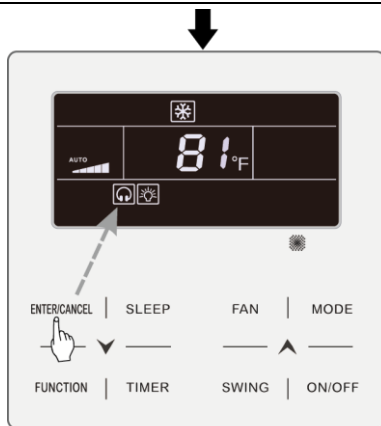 81°F
AUTO
ENTER/CANCEL SLEEP FAN MODE
FUNCTION TIMER SWING ON/OFF